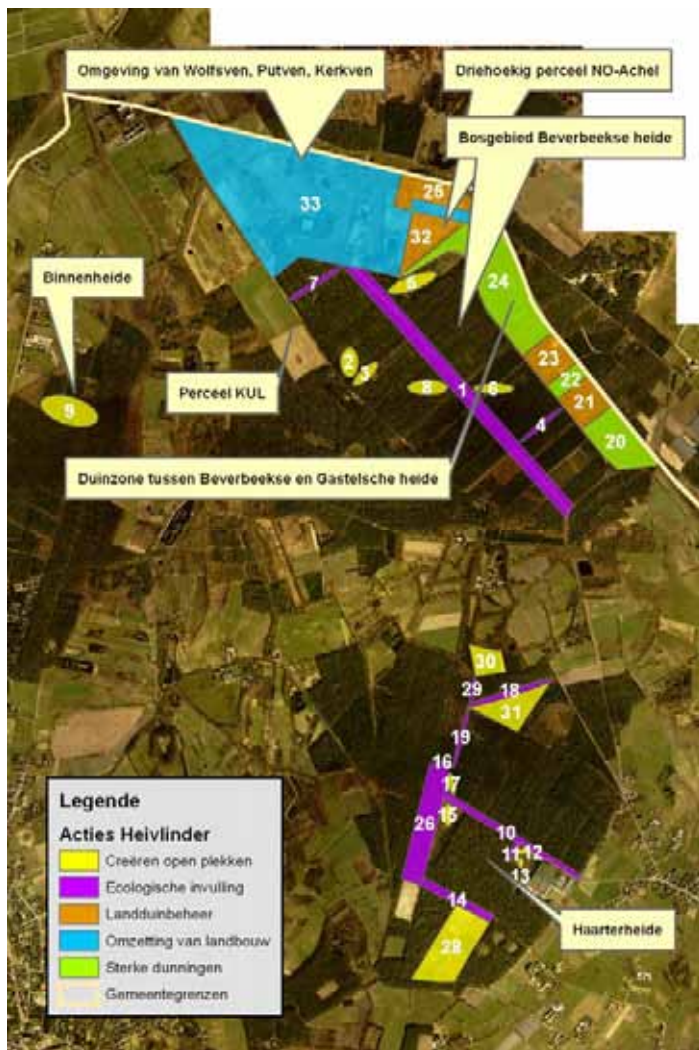 Omgeving van Wolfsven, Putven, Kerkven
Driehoekig perceel NO-Achel
Bosgebied Beverbeekse heide
25
33
32
Binnenheide
24
7
5
23
2
3
22
Perceel KUL
8
1
6
21
9
4
20
Duinzone tussen Beverbeekse en Gastelsche heide
30
29
18
31
19
16
17
Legende
15
Acties Heivlinder
26
10
Creëren open plekken
11
12
Ecologische invulling
13
14
Landduinbeheer
Haarterheide
Omzetting van landbouw
28
Sterke dunningen
Gemeentegrenzen